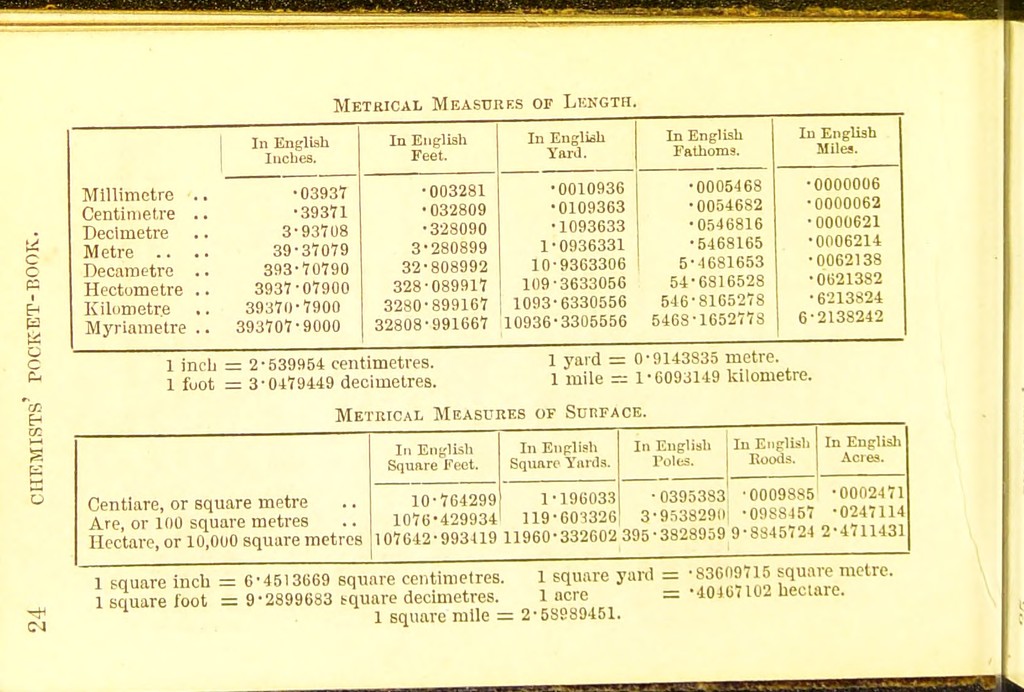 METRICAL MEASURES OF LENGTH.
In English Inches. In English Feet. In English Yard. In English Fathoms. In English Miles.
Millimetre .. ·03937 ·003281 ·0010936 ·0005468 ·0000006
Centimetre .. ·39371 ·032809 ·0109363 ·0054682 ·0000062
Decimetre .. 3·93708 ·328090 ·1093633 ·0546816 ·0000621
Metre .. .. 39·37079 3·280899 1·0936331 ·5468165 ·0006214
Decametre .. 393·70790 32·808992 10·9363306 5·4681653 ·0062138
Hectometre .. 3937·07900 328·089917 109·3633056 54·6816528 ·0621382
Kilometre .. 39370·7900 3280·899167 1093·6330556 546·8165278 ·6213824
Myriametre .. 393707·9000 32808·991667 10936·3305556 5468·1652778 6·2138242
1 inch = 2·539954 centimetres. 1 yard = 0·9143835 metre.
1 foot = 3·0479449 decimetres. 1 mile = 1·6093149 kilometre.
METRICAL MEASURES OF SURFACE.
In English Square Feet. In English Square Yards. In English Poles. In English Roods. In English Acres.
Centiare, or square metre .. 10·764299 1·196033 ·0395383 ·0009885 ·0002471
Are, or 100 square metres .. 1076·429934 119·603326 3·9538290 ·0988457 ·0247114
Hectare, or 10,000 square metres 107642·993419 11960·332602 395·3828959 9·8845724 2·4711431
1 square inch = 6·4513669 square centimetres. 1 square yard = ·83609715 square metre.
1 square foot = 9·2899683 square decimetres. 1 acre = ·40467102 hectare.
1 square mile = 2·58989451.
24 CHEMISTS' POCKET-BOOK.